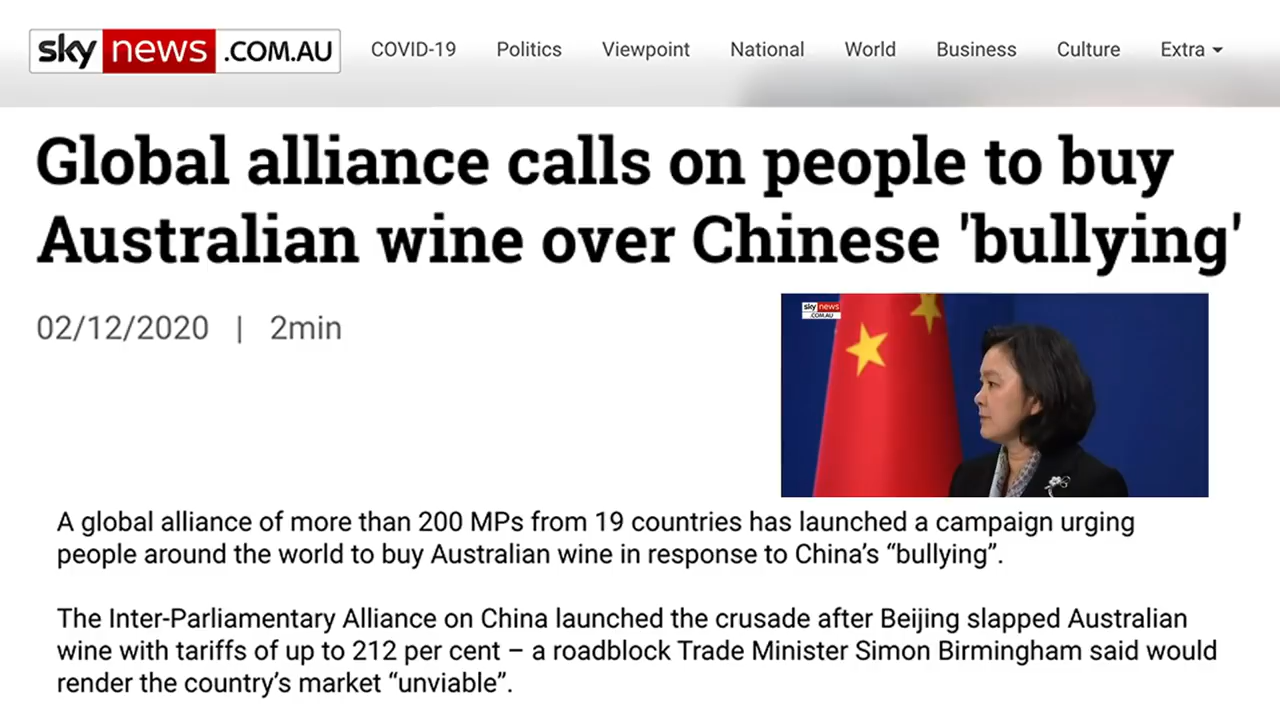 sky news .COM.AU COVID-19 Politics Viewpoint National World Business Culture Extra
Global alliance calls on people to buy
Australian wine over Chinese 'bullying'
02/12/2020 | 2min
sky news
.COM.AU
A global alliance of more than 200 MPs from 19 countries has launched a campaign urging
people around the world to buy Australian wine in response to China’s “bullying”.
The Inter-Parliamentary Alliance on China launched the crusade after Beijing slapped Australian
wine with tariffs of up to 212 per cent – a roadblock Trade Minister Simon Birmingham said would
render the country’s market “unviable”.